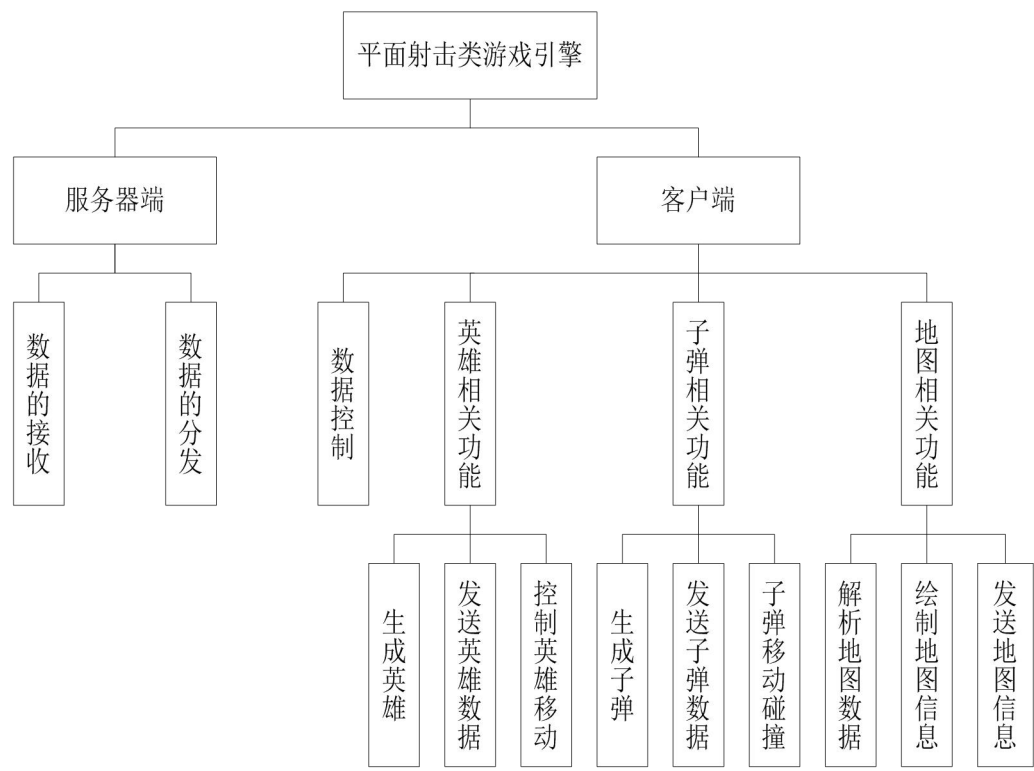 平面射击类游戏引擎
服务器端
客户端
数据的接收
数据的分发
数据控制
英雄相关功能
子弹相关功能
地图相关功能
生成英雄
发送英雄数据
控制英雄移动
生成子弹
发送子弹数据
子弹移动碰撞
解析地图数据
绘制地图信息
发送地图信息